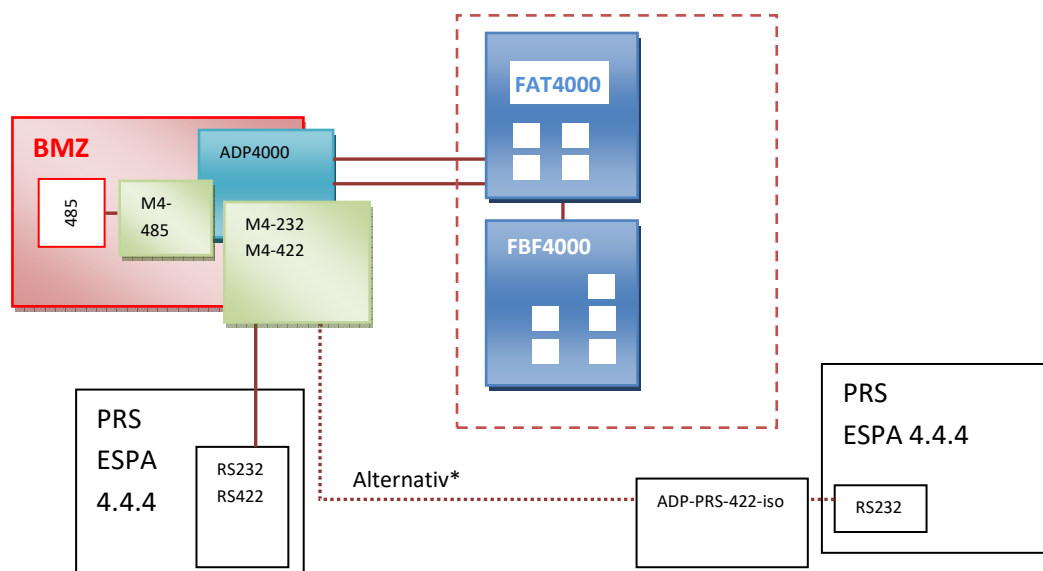 FAT4000
BMZ
ADP4000
485
M4-
485
M4-232
M4-422
FBF4000
PRS
ESPA
4.4.4
RS232
RS422
Alternativ*
ADP-PRS-422-iso
PRS
ESPA 4.4.4
RS232